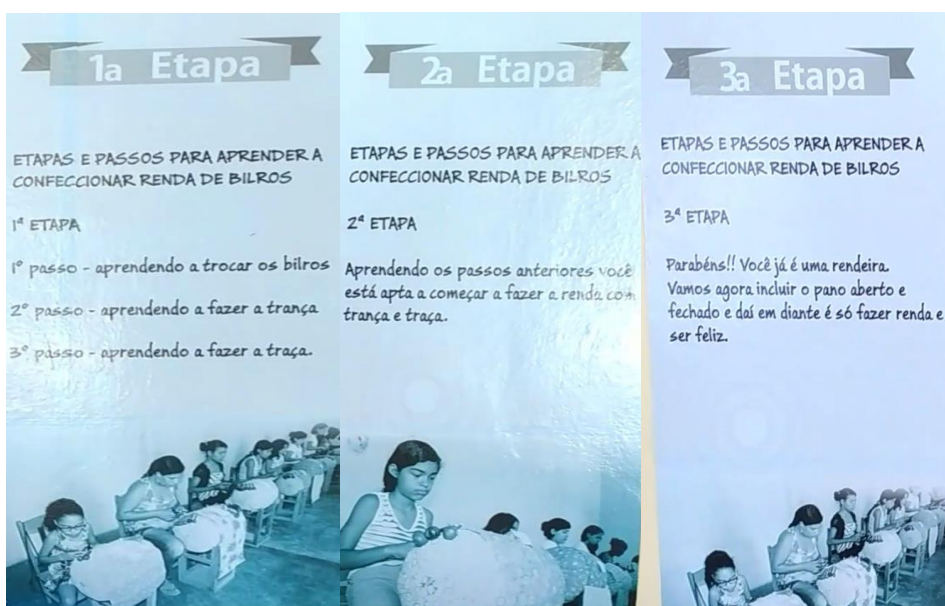 1a Etapa
ETAPAS E PASSOS PARA APRENDER A
CONFECCIONAR RENDA DE BILROS
1ª ETAPA
1º passo - aprendendo a trocar os bilros
2º passo - aprendendo a fazer a trança
3º passo - aprendendo a fazer a traça.
2a Etapa
ETAPAS E PASSOS PARA APRENDER A
CONFECCIONAR RENDA DE BILROS
2ª ETAPA
Aprendendo os passos anteriores você
está apta a começar a fazer a renda com
trança e traça.
3a Etapa
ETAPAS E PASSOS PARA APRENDER A
CONFECCIONAR RENDA DE BILROS
3ª ETAPA
Parabéns!! Você já é uma rendeira.
Vamos agora incluir o pano aberto e
fechado e daí em diante é só fazer renda e
ser feliz.